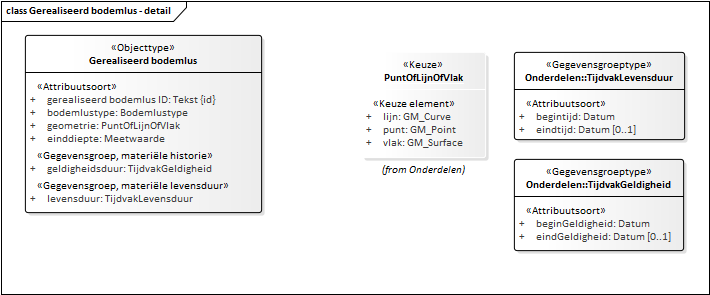 class Gerealiseerd bodemlus - detail
«Objecttype»
Gerealiseerd bodemlus
«Attribuutsoort»
+ gerealiseerd bodemlus ID: Tekst {id}
+ bodemlustype: Bodemlustype
+ geometrie: PuntOfLijnOfVlak
+ einddiepte: Meetwaarde
«Gegevensgroep, materiële historie»
+ geldigheidsduur: TijdvakGeldigheid
«Gegevensgroep, materiële levensduur»
+ levensduur: TijdvakLevensduur
«Keuze»
PuntOfLijnOfVlak
«Keuze element»
+ lijn: GM_Curve
+ punt: GM_Point
+ vlak: GM_Surface
(from Onderdelen)
«Gegevensgroeptype»
Onderdelen::TijdvakLevensduur
«Attribuutsoort»
+ begintijd: Datum
+ eindtijd: Datum [0..1]
«Gegevensgroeptype»
Onderdelen::TijdvakGeldigheid
«Attribuutsoort»
+ beginGeldigheid: Datum
+ eindGeldigheid: Datum [0..1]